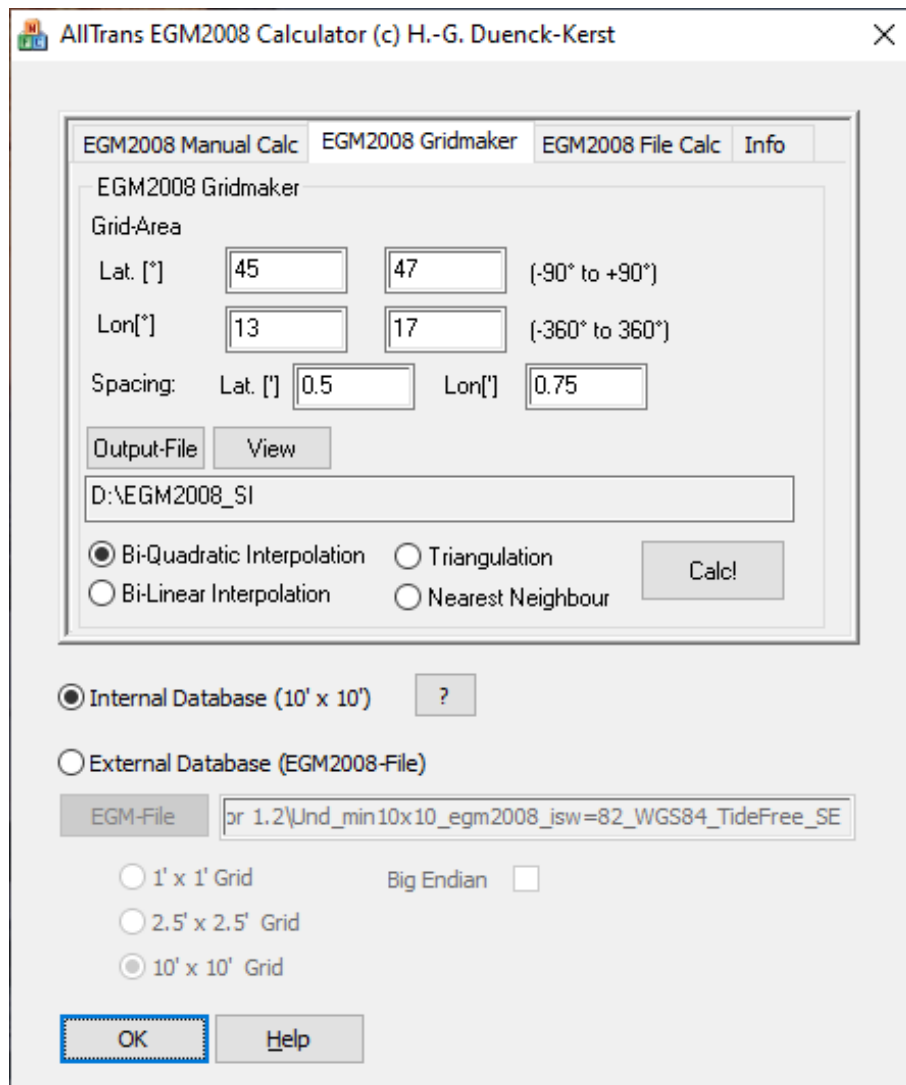 AllTrans EGM2008 Calculator (c) H.-G. Duenck-Kerst
EGM2008 Manual Calc EGM2008 Gridmaker EGM2008 File Calc Info
EGM2008 Gridmaker
Grid-Area
Lat. [°] 45 47 (-90° to +90°)
Lon[°] 13 17 (-360° to 360°)
Spacing: Lat. ['] 0.5 Lon['] 0.75
Output-File View
D:\EGM2008_SI
Bi-Quadratic Interpolation Triangulation Calc!
Bi-Linear Interpolation Nearest Neighbour
Internal Database (10' x 10') ?
External Database (EGM2008-File)
EGM-File or 1.2\Und_min10x10_egm2008_isw=82_WGS84_TideFree_SE
1' x 1' Grid Big Endian
2.5' x 2.5' Grid
10' x 10' Grid
OK Help